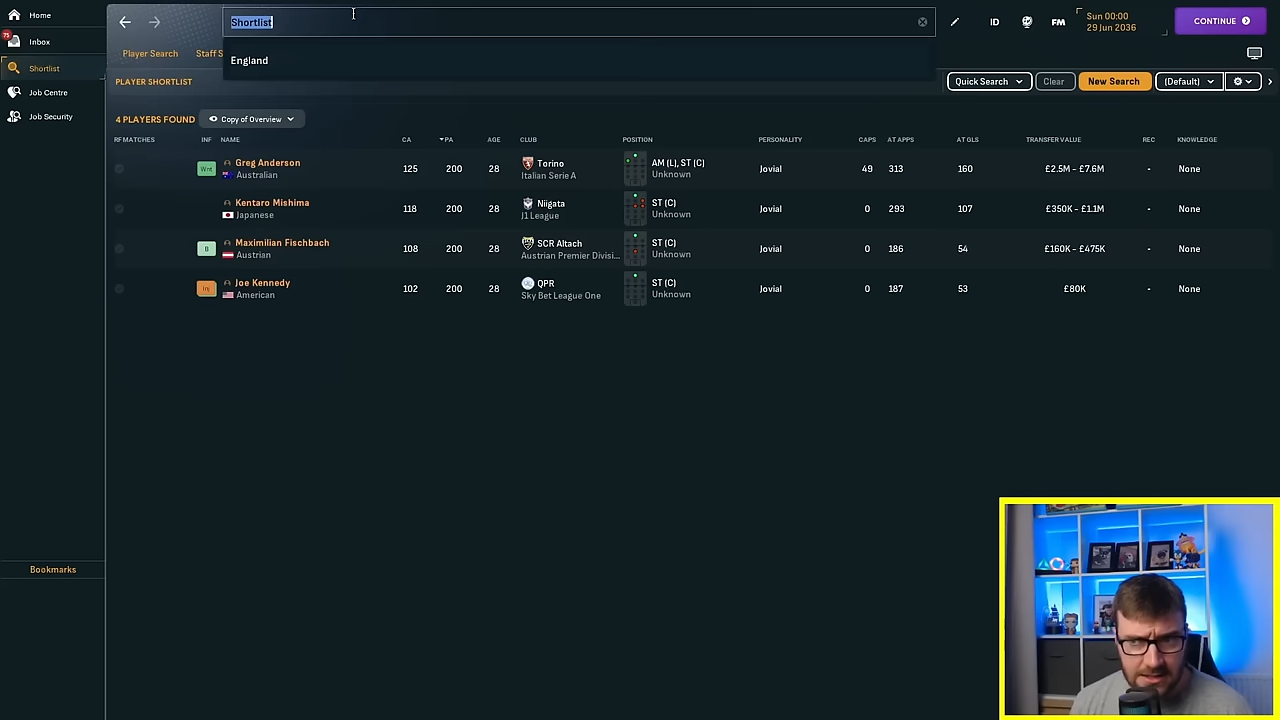 Home
Shortlist
ID
FM
Sun 00:00
29 Jun 2036
CONTINUE
75
Inbox
Player Search
Staff S
England
Shortlist
PLAYER SHORTLIST
Quick Search
Clear
New Search
(Default)
Job Centre
Job Security
4 PLAYERS FOUND
Copy of Overview
RF MATCHES INF NAME CA PA AGE CLUB POSITION PERSONALITY CAPS AT APPS AT GLS TRANSFER VALUE REC KNOWLEDGE
Wnt Greg Anderson 125 200 28 Torino AM (L), ST (C) Jovial 49 313 160 £2.5M - £7.6M - None
Australian Italian Serie A Unknown
Kentaro Mishima 118 200 28 Niigata ST (C) Jovial 0 293 107 £350K - £1.1M - None
Japanese J1 League Unknown
B Maximilian Fischbach 108 200 28 SCR Altach ST (C) Jovial 0 186 54 £160K - £475K - None
Austrian Austrian Premier Divisi... Unknown
Inj Joe Kennedy 102 200 28 QPR ST (C) Jovial 0 187 53 £80K - None
American Sky Bet League One Unknown
Bookmarks